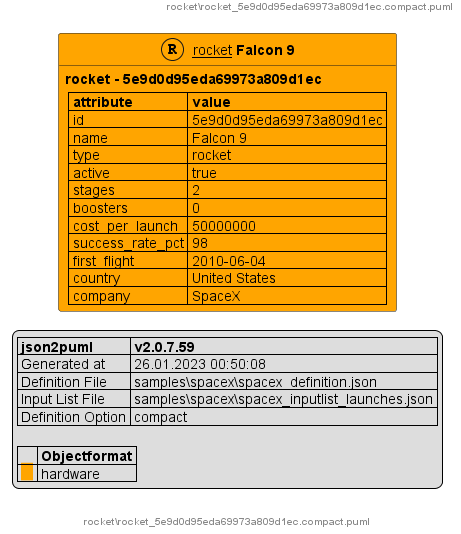 rocket\rocket_5e9d0d95eda69973a809d1ec.compact.puml
R rocket Falcon 9
rocket - 5e9d0d95eda69973a809d1ec
attribute value
id 5e9d0d95eda69973a809d1ec
name Falcon 9
type rocket
active true
stages 2
boosters 0
cost_per_launch 50000000
success_rate_pct 98
first_flight 2010-06-04
country United States
company SpaceX
json2puml v2.0.7.59
Generated at 26.01.2023 00:50:08
Definition File samples\spacex\spacex_definition.json
Input List File samples\spacex\spacex_inputlist_launches.json
Definition Option compact
Objectformat
hardware
rocket\rocket_5e9d0d95eda69973a809d1ec.compact.puml